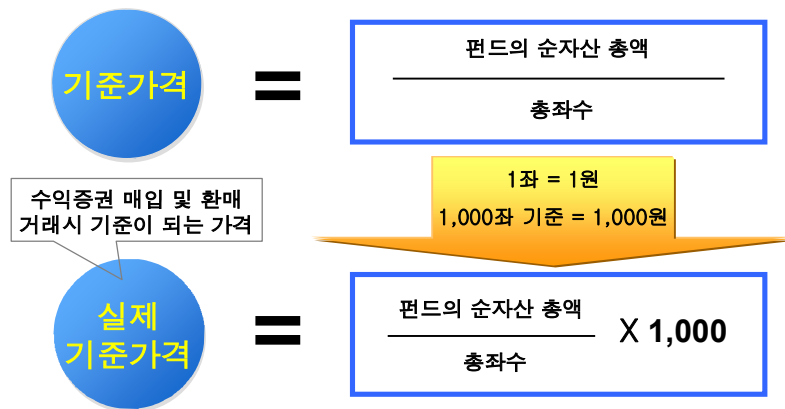 기준가격
=
펀드의 순자산 총액
총좌수
1좌 = 1원
1,000좌 기준 = 1,000원
수익증권 매입 및 환매
거래시 기준이 되는 가격
실제
기준가격
=
펀드의 순자산 총액
총좌수
X 1,000